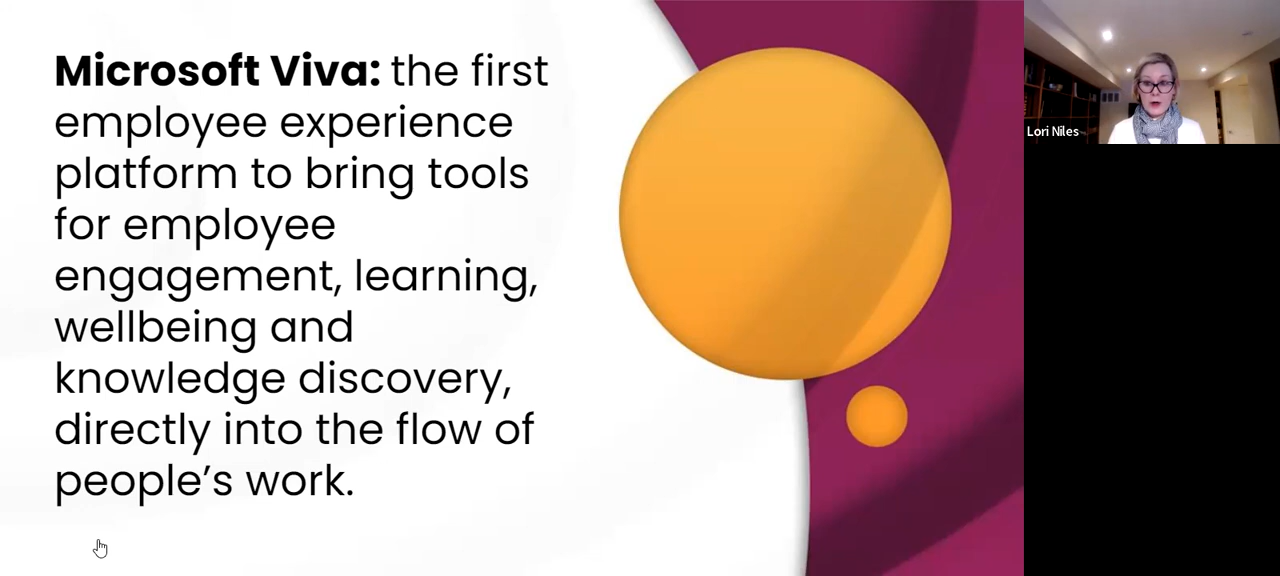 Microsoft Viva: the first
employee experience
platform to bring tools
for employee
engagement, learning,
wellbeing and
knowledge discovery,
directly into the flow of
people’s work.
Lori Niles